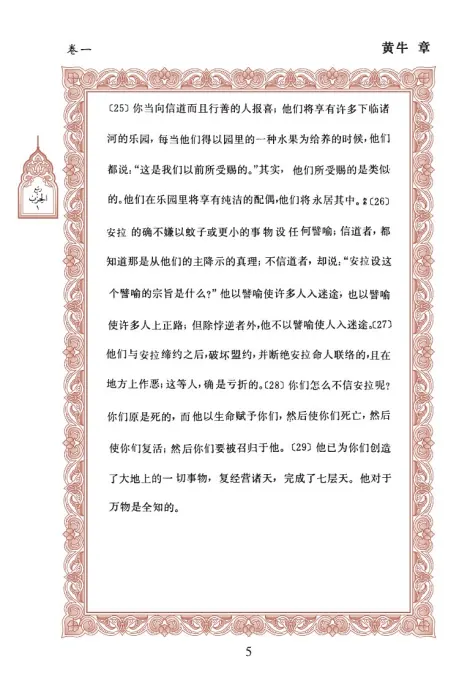 卷一
黄牛 章
〔25〕你当向信道而且行善的人报喜；他们将享有许多下临诸
河的乐园，每当他们得以园里的一种水果为给养的时候，他们
都说：“这是我们以前所受赐的。”其实，他们所受赐的是类似
的。他们在乐园里将享有纯洁的配偶，他们将永居其中。〔26〕
安拉的确不嫌以蚊子或更小的事物设任何譬喻；信道者，都
知道那是从他们的主降示的真理；不信道者，却说：“安拉设这
个譬喻的宗旨是什么？”他以譬喻使许多人入迷途，也以譬喻
使许多人上正路；但除悖逆者外，他不以譬喻使人入迷途。〔27〕
他们与安拉缔约之后，破坏盟约，并断绝安拉命人联络的，且在
地方上作恶；这等人，确是亏折的。〔28〕你们怎么不信安拉呢？
你们原是死的，而他以生命赋予你们，然后使你们死亡，然后
使你们复活；然后你们要被召归于他。〔29〕他已为你们创造
了大地上的一切事物，复经营诸天，完成了七层天。他对于
万物是全知的。
ربع
الحزب
١
5